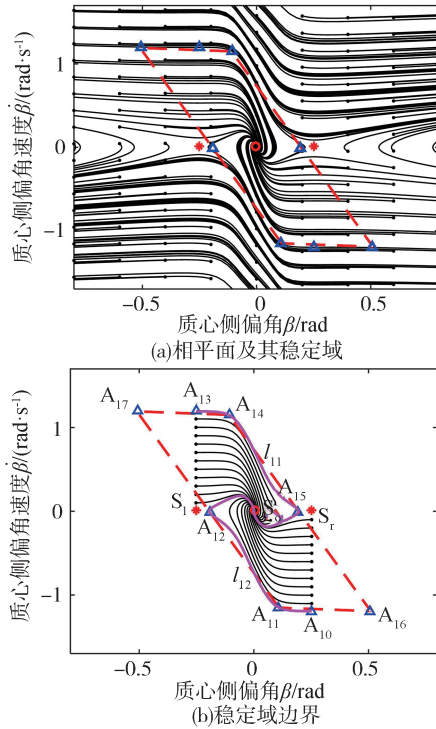 质心侧偏角速度β̇/(rad·s⁻¹)
1
0
-1
-0.5
0
0.5
质心侧偏角β/rad
(a)相平面及其稳定域
质心侧偏角速度β̇/(rad·s⁻¹)
A₁₇
A₁₃
A₁₄
1
l₁₁
A₁₅
0
S₁
A₁₂
Sᵣ
l₁₂
-1
A₁₁
A₁₀
A₁₆
-0.5
0
0.5
质心侧偏角β/rad
(b)稳定域边界